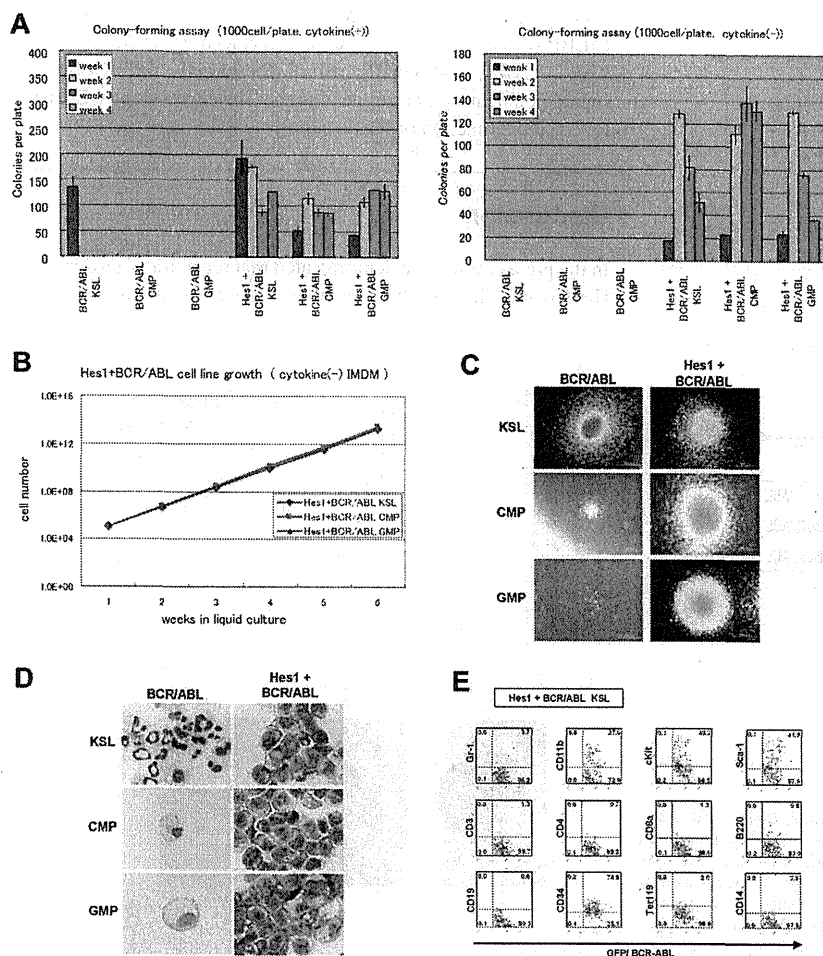 A
Colony-forming assay (1000cell/plate, cytokine(+))
400
350
300
250
200
150
100
50
0
Colonies per plate
week 1
week 2
week 3
week 4
BCR/ABL KSL
BCR/ABL CMP
BCR/ABL GMP
Hes1 + BCR/ABL KSL
Hes1 + BCR/ABL CMP
Hes1 + BCR/ABL GMP
Colony-forming assay (1000cell/plate, cytokine(-))
180
160
140
120
100
80
60
40
20
0
Colonies per plate
week 1
week 2
week 3
week 4
BCR/ABL KSL
BCR/ABL CMP
BCR/ABL GMP
Hes1 + BCR/ABL KSL
Hes1 + BCR/ABL CMP
Hes1 + BCR/ABL GMP
B
Hes1+BCR/ABL cell line growth ( cytokine(-) IMDM )
1.0E+16
1.0E+12
1.0E+08
1.0E+04
1.0E+00
cell number
Hes1+BCR/ABL KSL
Hes1+BCR/ABL CMP
Hes1+BCR/ABL GMP
1 2 3 4 5 6
weeks in liquid culture
C
BCR/ABL
Hes1 +
BCR/ABL
KSL
CMP
GMP
D
BCR/ABL
Hes1 +
BCR/ABL
KSL
CMP
GMP
E
Hes1 + BCR/ABL KSL
Gr-1
CD11b
cKit
Sca-1
CD3
CD4
CD8a
B220
CD19
CD34
Ter119
CD14
GFP/ BCR-ABL